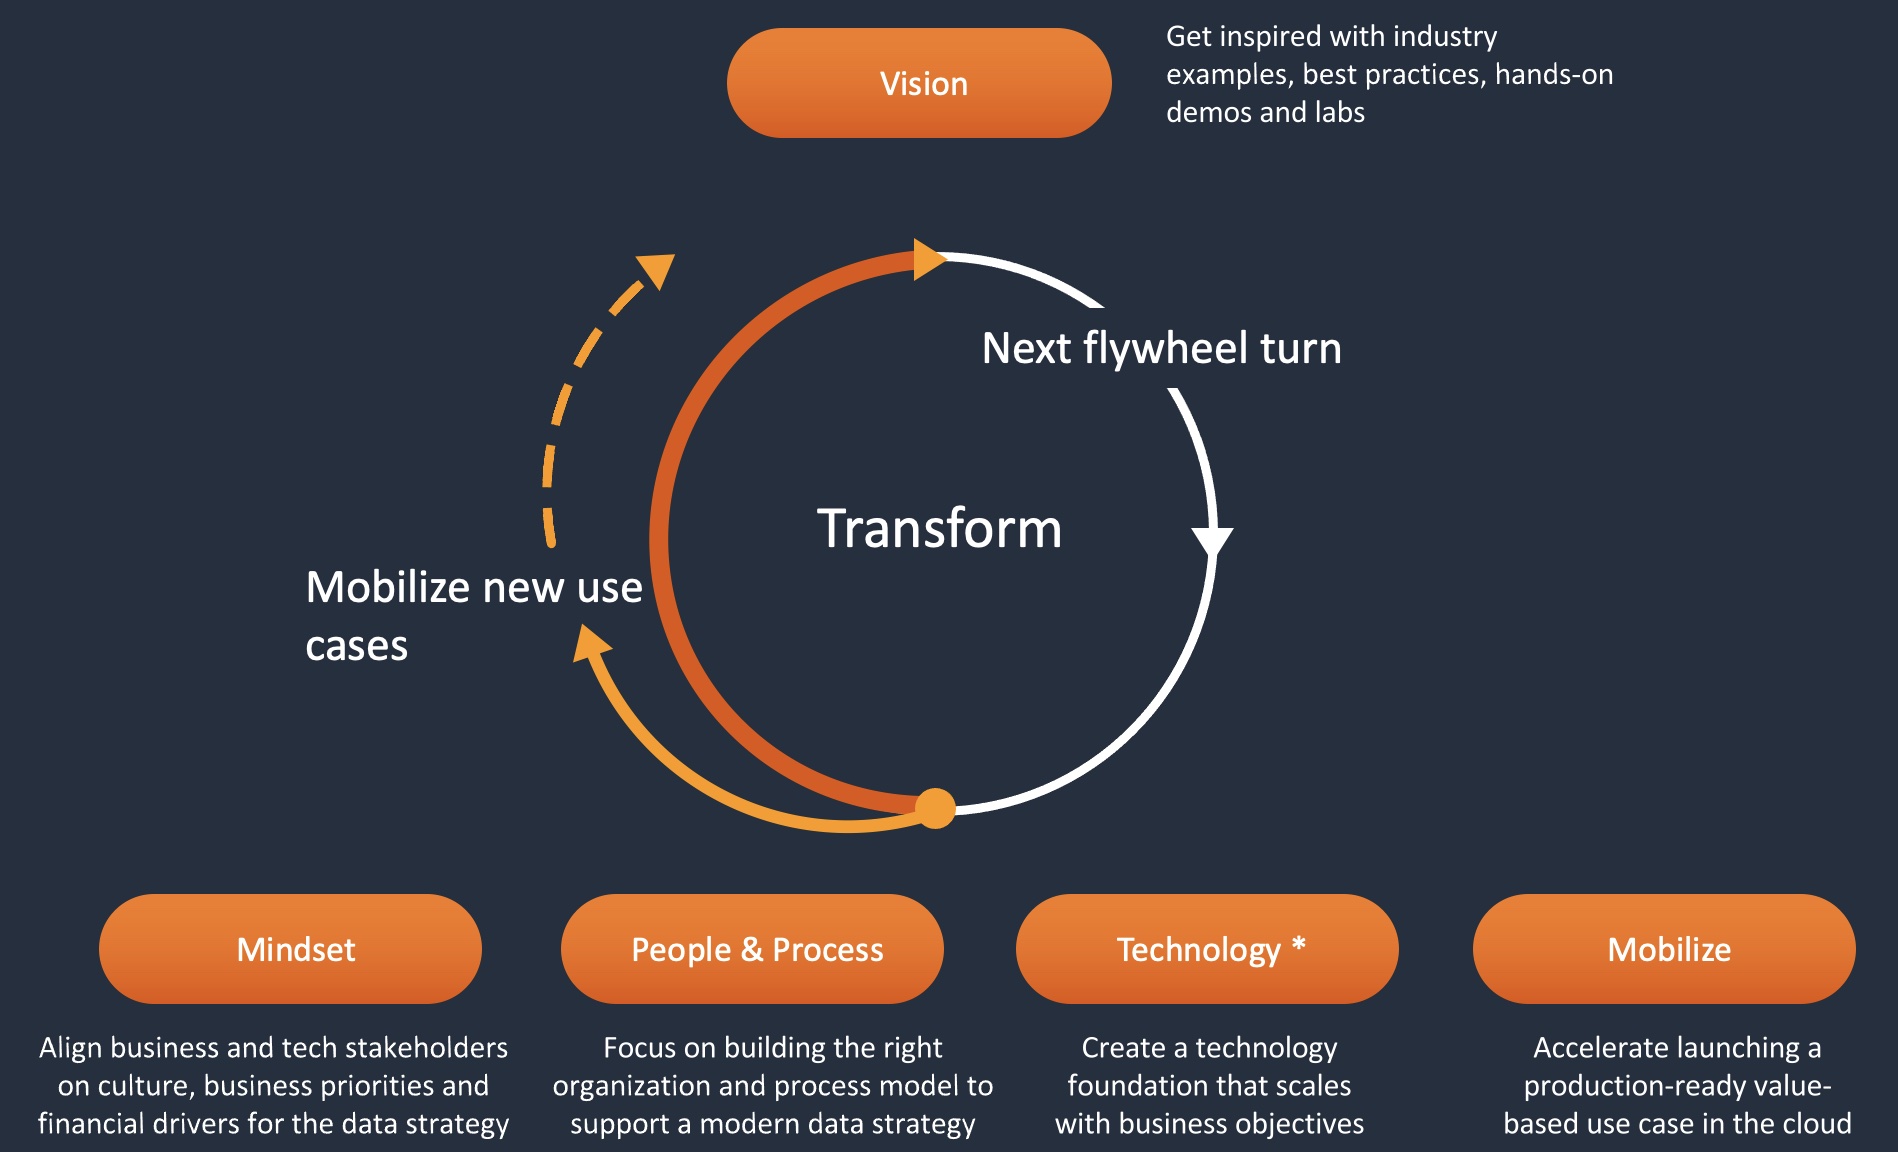 Vision
Get inspired with industry
examples, best practices, hands-on
demos and labs
Next flywheel turn
Transform
Mobilize new use
cases
Mindset
Align business and tech stakeholders
on culture, business priorities and
financial drivers for the data strategy
People & Process
Focus on building the right
organization and process model to
support a modern data strategy
Technology *
Create a technology
foundation that scales
with business objectives
Mobilize
Accelerate launching a
production-ready value-
based use case in the cloud